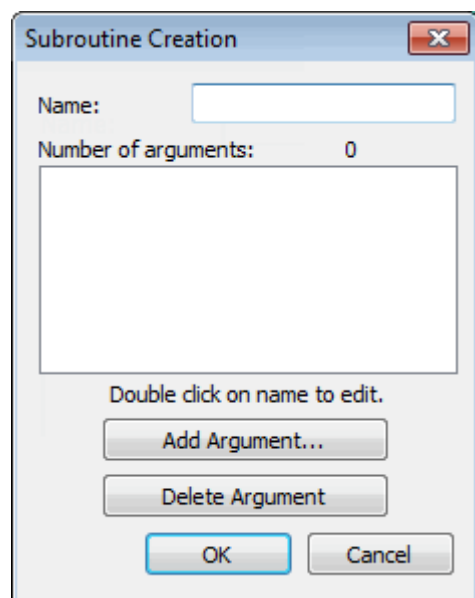 Subroutine Creation
Name:
Number of arguments: 0
Double click on name to edit.
Add Argument...
Delete Argument
OK Cancel